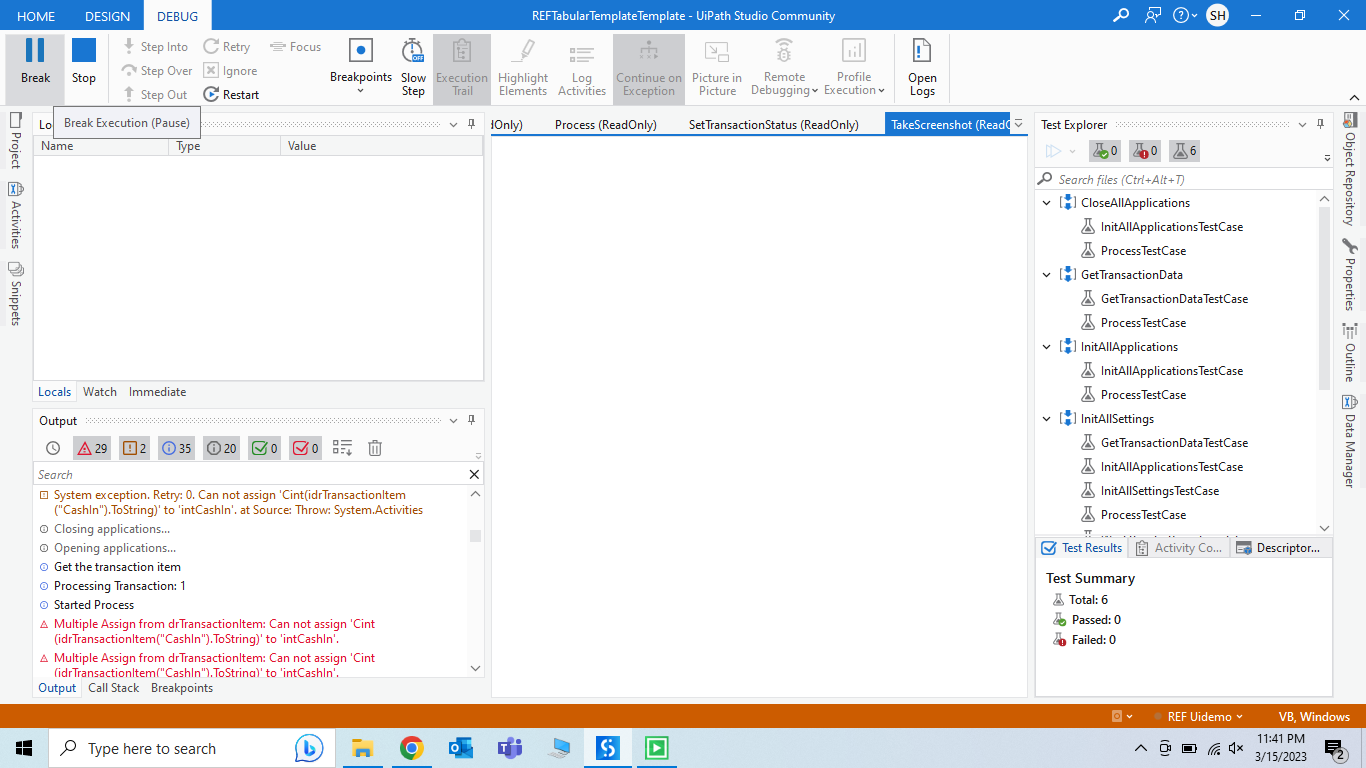 HOME DESIGN DEBUG REFTabularTemplateTemplate - UiPath Studio Community SH
Break
Stop
Step Into
Step Over
Step Out
Retry
Ignore
Restart
Focus
Breakpoints
Slow
Step
OFF
Execution
Trail
Highlight
Elements
Log
Activities
Continue on
Exception
Picture in
Picture
Remote
Debugging
Profile
Execution
Open
Logs
Break Execution (Pause)
Project
Activities
Snippets
Name Type Value
Locals Watch Immediate
Output
29 2 35 20 0 0
Search
System exception. Retry: 0. Can not assign 'Cint(idrTransactionItem
("CashIn").ToString)' to 'intCashIn'. at Source: Throw: System.Activities
Closing applications...
Opening applications...
Get the transaction item
Processing Transaction: 1
Started Process
Multiple Assign from drTransactionItem: Can not assign 'Cint
(idrTransactionItem("CashIn").ToString)' to 'intCashIn'.
Multiple Assign from drTransactionItem: Can not assign 'Cint
(idrTransactionItem("CashIn").ToString)' to 'intCashIn'.
Output Call Stack Breakpoints
Process (ReadOnly) SetTransactionStatus (ReadOnly) TakeScreenshot (ReadO
Test Explorer
0 0 6
Search files (Ctrl+Alt+T)
CloseAllApplications
InitAllApplicationsTestCase
ProcessTestCase
GetTransactionData
GetTransactionDataTestCase
ProcessTestCase
InitAllApplications
InitAllApplicationsTestCase
ProcessTestCase
InitAllSettings
GetTransactionDataTestCase
InitAllApplicationsTestCase
InitAllSettingsTestCase
ProcessTestCase
Test Results Activity Co... Descriptor...
Test Summary
Total: 6
Passed: 0
Failed: 0
Object Repository
Properties
Outline
Data Manager
REF Uidemo VB, Windows
Type here to search
11:41 PM
3/15/2023
2